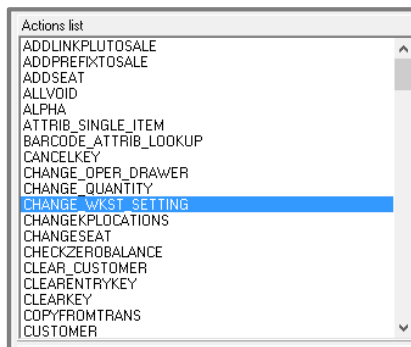 Actions list
ADDLINKPLUTOSALE
ADDPREFIXTOSALE
ADDSEAT
ALLVOID
ALPHA
ATTRIB_SINGLE_ITEM
BARCODE_ATTRIB_LOOKUP
CANCELKEY
CHANGE_OPER_DRAWER
CHANGE_QUANTITY
CHANGE_WKST_SETTING
CHANGEKPLOCATIONS
CHANGESEAT
CHECKZEROBALANCE
CLEAR_CUSTOMER
CLEARENTRYKEY
CLEARKEY
COPYFROMTRANS
CUSTOMER